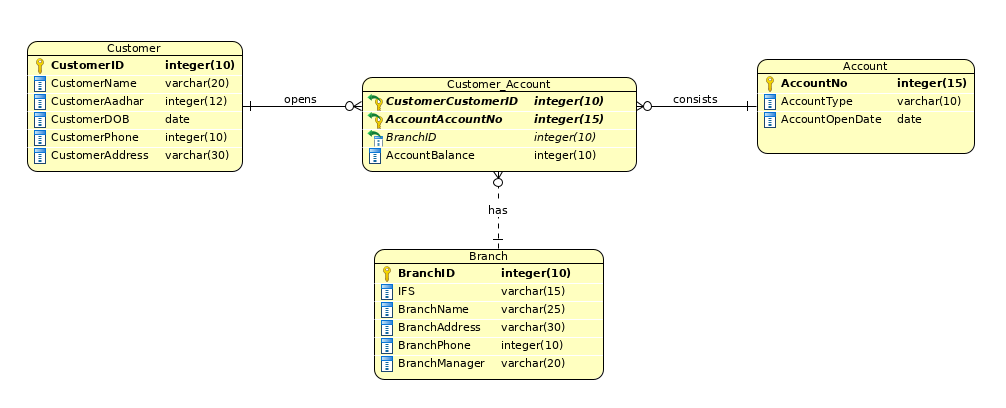 Customer
CustomerID integer(10)
CustomerName varchar(20)
CustomerAadhar integer(12)
CustomerDOB date
CustomerPhone integer(10)
CustomerAddress varchar(30)
opens
Customer_Account
CustomerCustomerID integer(10)
AccountAccountNo integer(15)
BranchID integer(10)
AccountBalance integer(10)
consists
Account
AccountNo integer(15)
AccountType varchar(10)
AccountOpenDate date
has
Branch
BranchID integer(10)
IFS varchar(15)
BranchName varchar(25)
BranchAddress varchar(30)
BranchPhone integer(10)
BranchManager varchar(20)